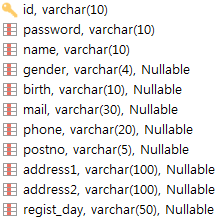 id, varchar(10)
password, varchar(10)
name, varchar(10)
gender, varchar(4), Nullable
birth, varchar(10), Nullable
mail, varchar(30), Nullable
phone, varchar(20), Nullable
postno, varchar(5), Nullable
address1, varchar(100), Nullable
address2, varchar(100), Nullable
regist_day, varchar(50), Nullable